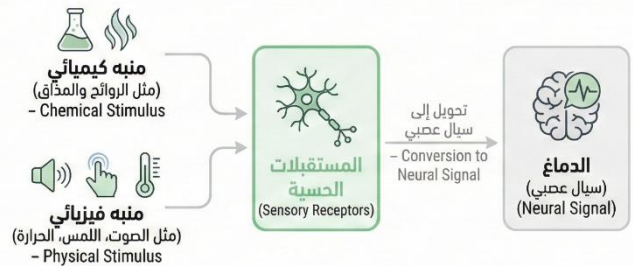 منبه كيميائي
(مثل الروائح والمذاق)
– Chemical Stimulus
منبه فيزيائي
(مثل الصوت، اللمس، الحرارة)
– Physical Stimulus
المستقبلات
الحسية
(Sensory Receptors)
تحويل إلى
سيال عصبي
– Conversion to
Neural Signal
الدماغ
(سيال عصبي)
(Neural Signal)